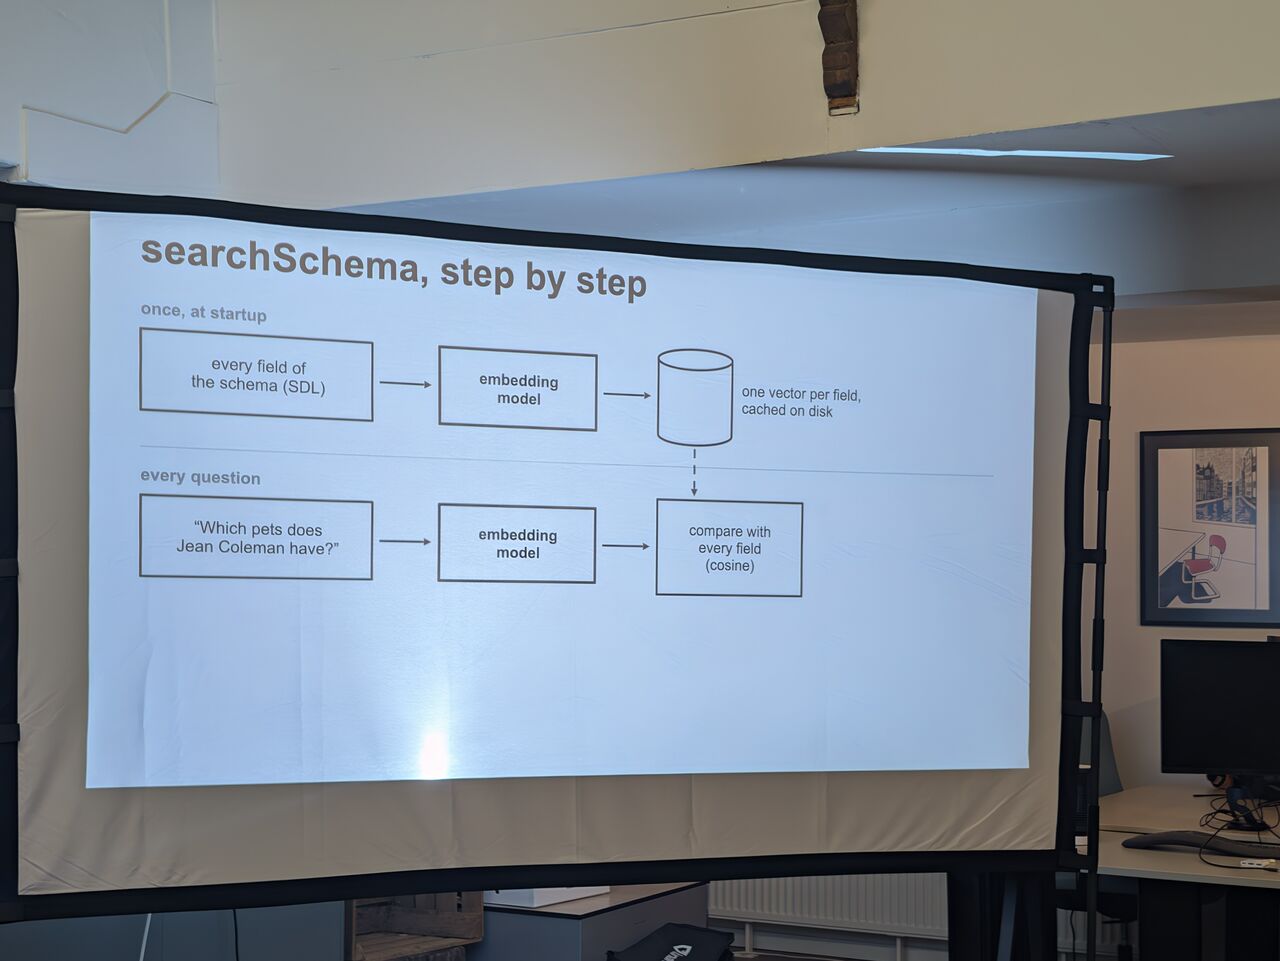 searchSchema, step by step
once, at startup
every field of
the schema (SDL)
embedding
model
one vector per field,
cached on disk
every question
“Which pets does
Jean Coleman have?”
embedding
model
compare with
every field
(cosine)